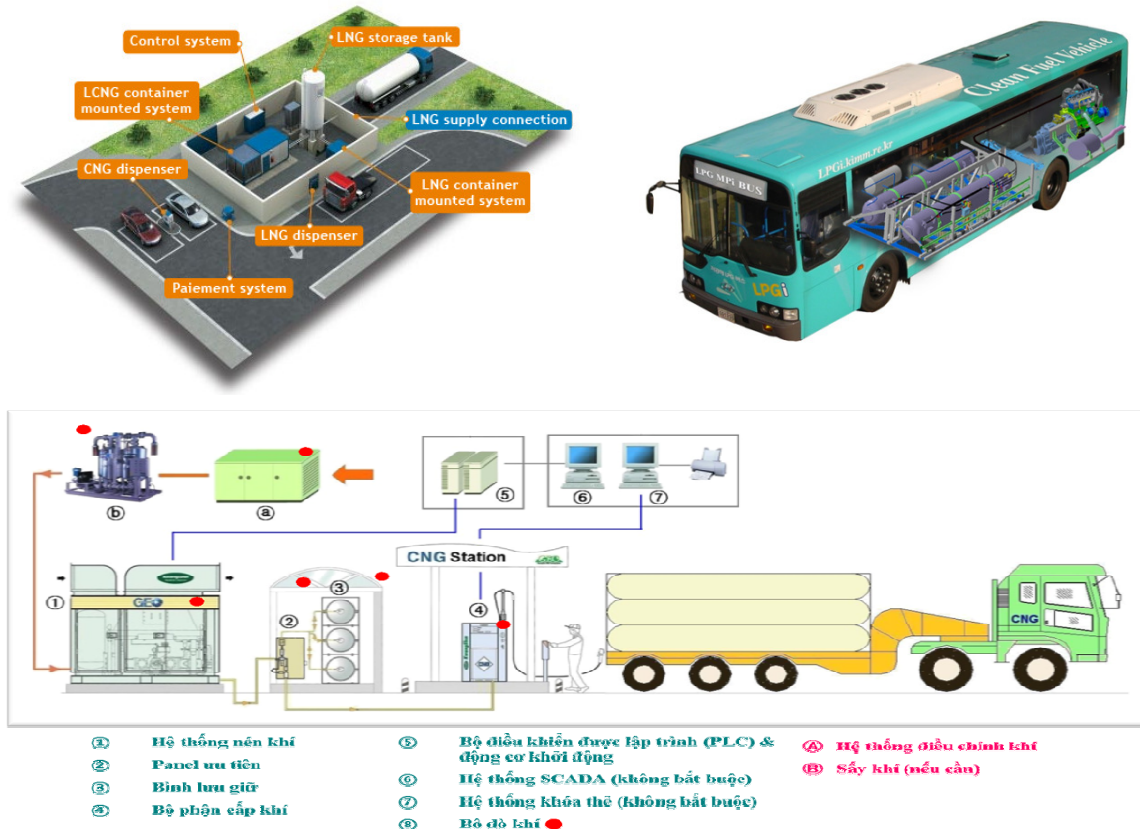 Control system
LNG storage tank
LCNG container
mounted system
LNG supply connection
CNG dispenser
LNG container
mounted system
LNG dispenser
Paiement system
Clean Fuel Vehicle
LPGi.kimm.re.kr
LPG MPi BUS
LPGi
ⓑ
ⓐ
⑤
⑥
⑦
CNG Station
①
GEO
②
③
④
CNG
① Hệ thống nén khí
② Panel ưu tiên
③ Bình lưu giữ
④ Bộ phận cấp khí
⑤ Bộ điều khiển được lập trình (PLC) &
động cơ khởi động
⑥ Hệ thống SCADA (không bắt buộc)
⑦ Hệ thống khóa thẻ (không bắt buộc)
⑧ Bộ dò khí
Ⓐ Hệ thống điều chỉnh khí
Ⓑ Sấy khí (nếu cần)